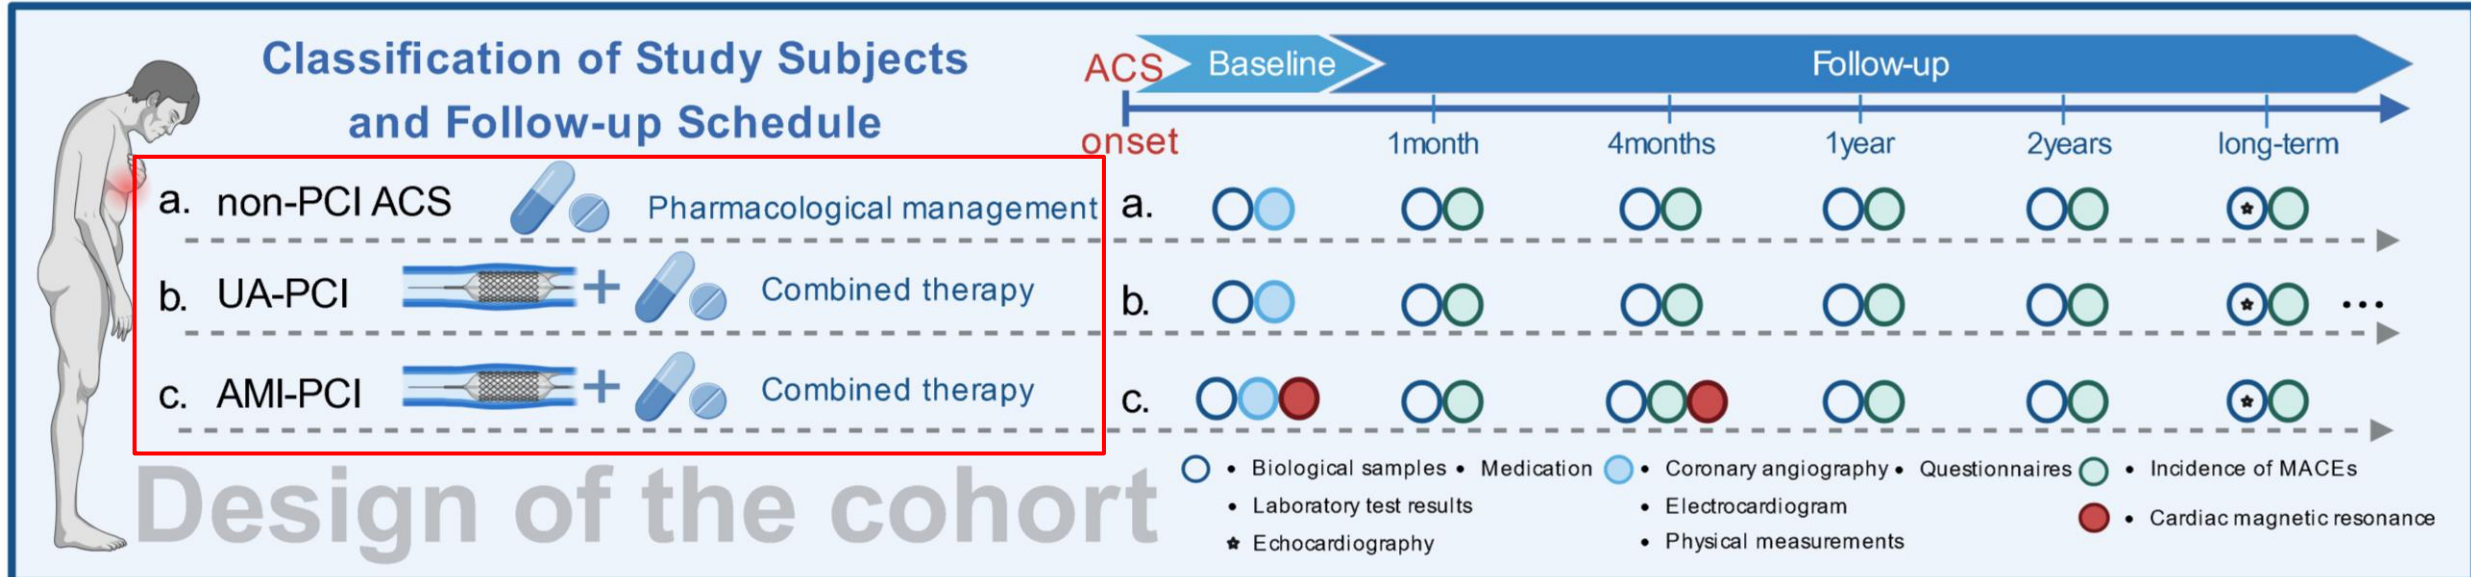 Classification of Study Subjects
and Follow-up Schedule
ACS
onset
Baseline
Follow-up
1month
4months
1year
2years
long-term
a. non-PCI ACS
Pharmacological management
b. UA-PCI
+
Combined therapy
c. AMI-PCI
+
Combined therapy
a.
b.
...
c.
Design of the cohort
• Biological samples • Medication
• Laboratory test results
Echocardiography
• Coronary angiography • Questionnaires
• Electrocardiogram
• Physical measurements
• Incidence of MACEs
• Cardiac magnetic resonance